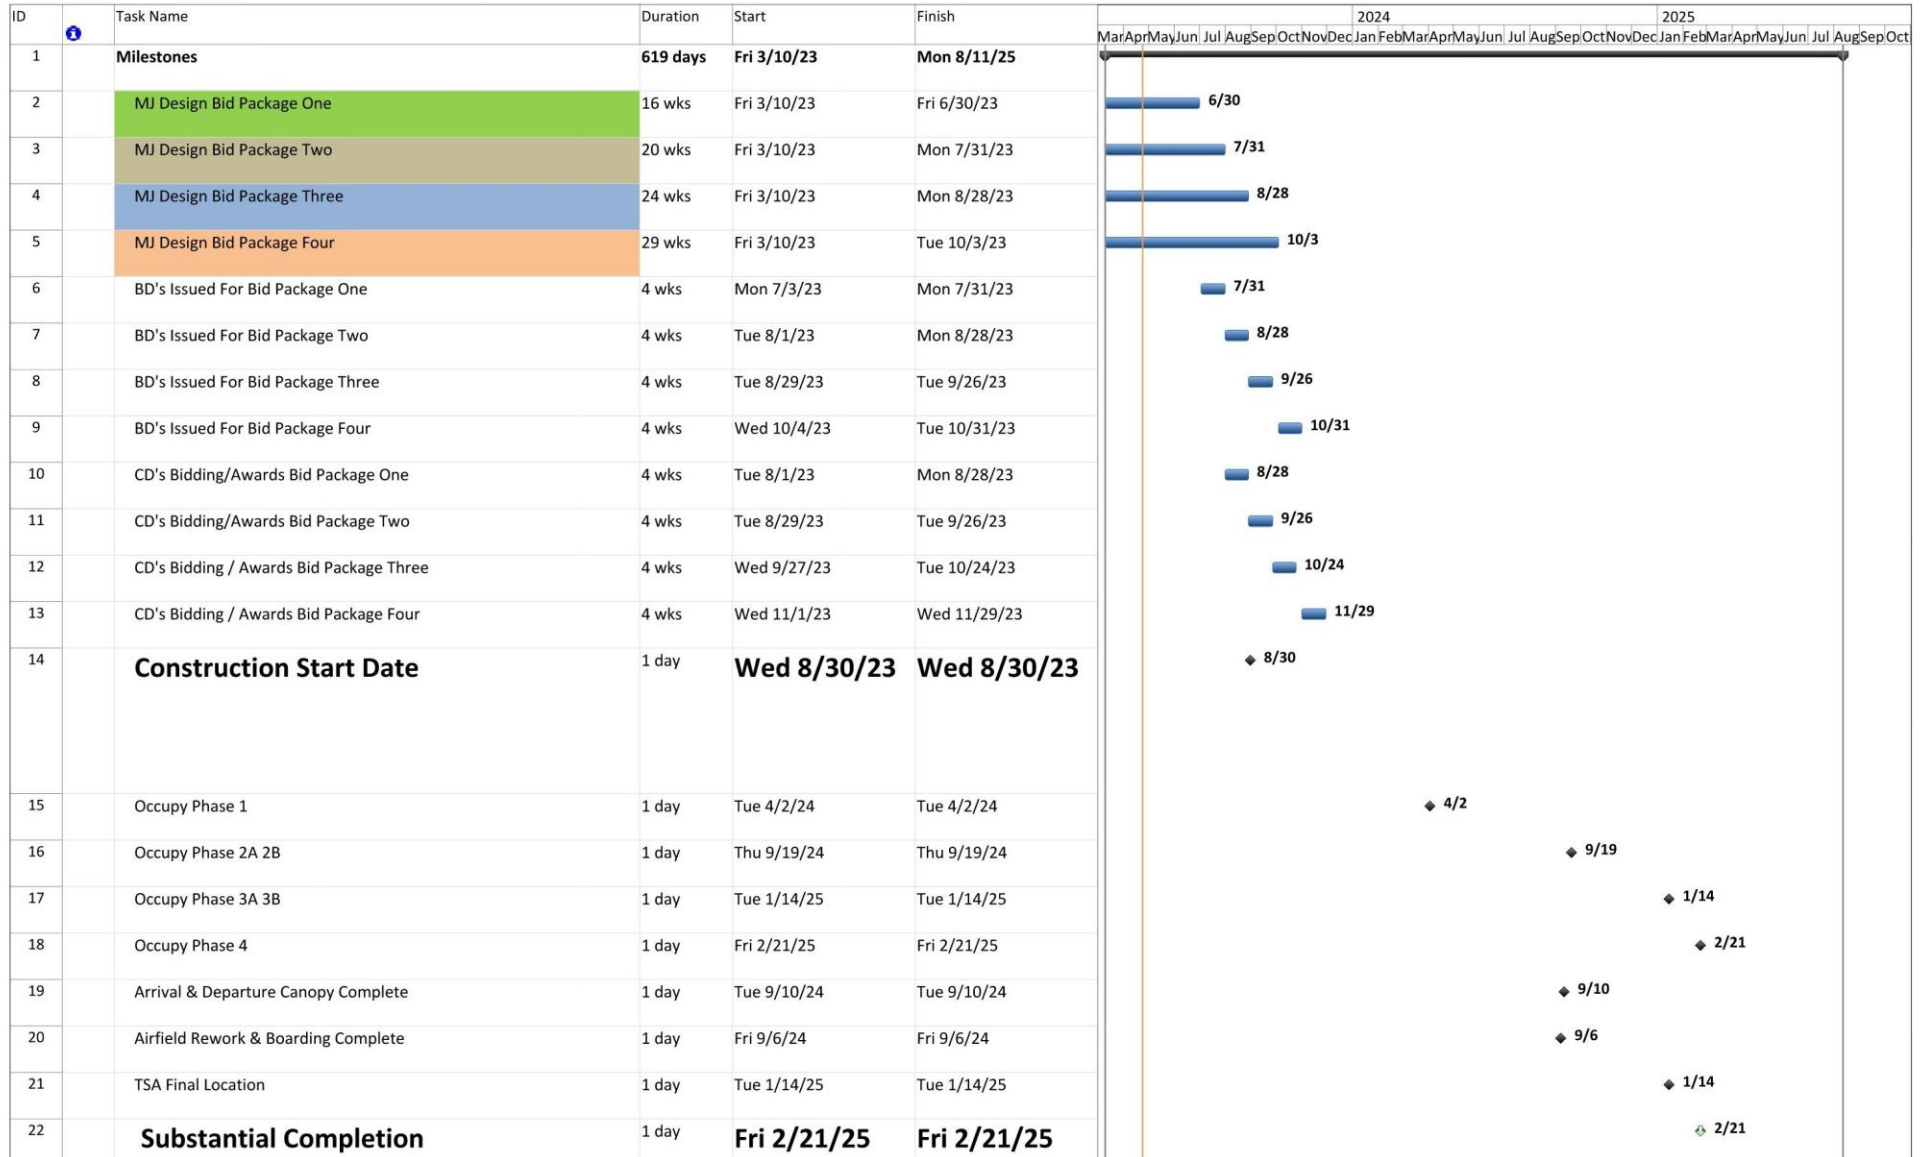 ID Task Name Duration Start Finish 2024 2025
Mar Apr May Jun Jul Aug Sep Oct Nov Dec Jan Feb Mar Apr May Jun Jul Aug Sep Oct Nov Dec Jan Feb Mar Apr May Jun Jul Aug Sep Oct
1 Milestones 619 days Fri 3/10/23 Mon 8/11/25
2 MJ Design Bid Package One 16 wks Fri 3/10/23 Fri 6/30/23 6/30
3 MJ Design Bid Package Two 20 wks Fri 3/10/23 Mon 7/31/23 7/31
4 MJ Design Bid Package Three 24 wks Fri 3/10/23 Mon 8/28/23 8/28
5 MJ Design Bid Package Four 29 wks Fri 3/10/23 Tue 10/3/23 10/3
6 BD's Issued For Bid Package One 4 wks Mon 7/3/23 Mon 7/31/23 7/31
7 BD's Issued For Bid Package Two 4 wks Tue 8/1/23 Mon 8/28/23 8/28
8 BD's Issued For Bid Package Three 4 wks Tue 8/29/23 Tue 9/26/23 9/26
9 BD's Issued For Bid Package Four 4 wks Wed 10/4/23 Tue 10/31/23 10/31
10 CD's Bidding/Awards Bid Package One 4 wks Tue 8/1/23 Mon 8/28/23 8/28
11 CD's Bidding/Awards Bid Package Two 4 wks Tue 8/29/23 Tue 9/26/23 9/26
12 CD's Bidding / Awards Bid Package Three 4 wks Wed 9/27/23 Tue 10/24/23 10/24
13 CD's Bidding / Awards Bid Package Four 4 wks Wed 11/1/23 Wed 11/29/23 11/29
14 Construction Start Date 1 day Wed 8/30/23 Wed 8/30/23 8/30
15 Occupy Phase 1 1 day Tue 4/2/24 Tue 4/2/24 4/2
16 Occupy Phase 2A 2B 1 day Thu 9/19/24 Thu 9/19/24 9/19
17 Occupy Phase 3A 3B 1 day Tue 1/14/25 Tue 1/14/25 1/14
18 Occupy Phase 4 1 day Fri 2/21/25 Fri 2/21/25 2/21
19 Arrival & Departure Canopy Complete 1 day Tue 9/10/24 Tue 9/10/24 9/10
20 Airfield Rework & Boarding Complete 1 day Fri 9/6/24 Fri 9/6/24 9/6
21 TSA Final Location 1 day Tue 1/14/25 Tue 1/14/25 1/14
22 Substantial Completion 1 day Fri 2/21/25 Fri 2/21/25 2/21